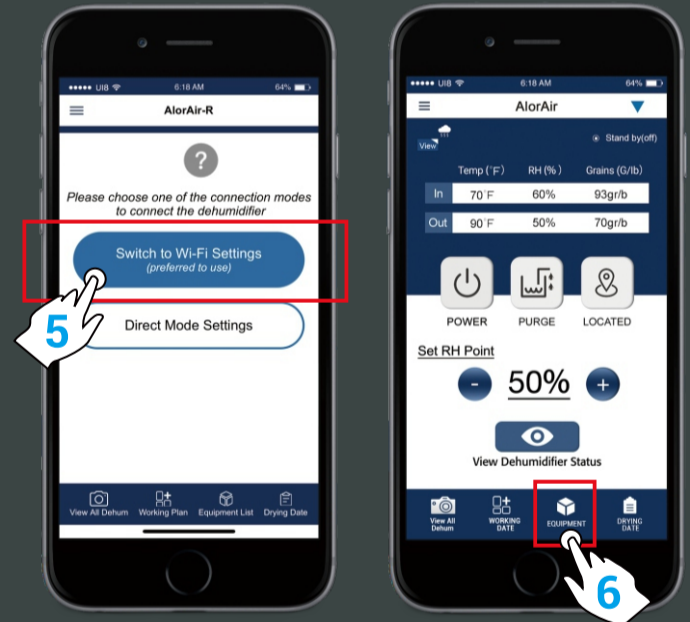 UI8 6:18 AM 64%
AlorAir-R
?
Please choose one of the connection modes
to connect the dehumidifier
Switch to Wi-Fi Settings
(preferred to use)
5
Direct Mode Settings
View All Dehum Working Plan Equipment List Drying Date
UI8 6:18 AM 64%
AlorAir
View
Stand by(off)
Temp (°F) RH (%) Grains (G/lb)
In 70°F 60% 93gr/b
Out 90°F 50% 70gr/b
POWER PURGE LOCATED
Set RH Point
- 50% +
View Dehumidifier Status
View All
Dehum
WORKING
DATE
EQUIPMENT
DRYING
DATE
6